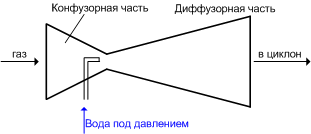 Конфузорная часть
Диффузорная часть
газ
в циклон
Вода под давлением